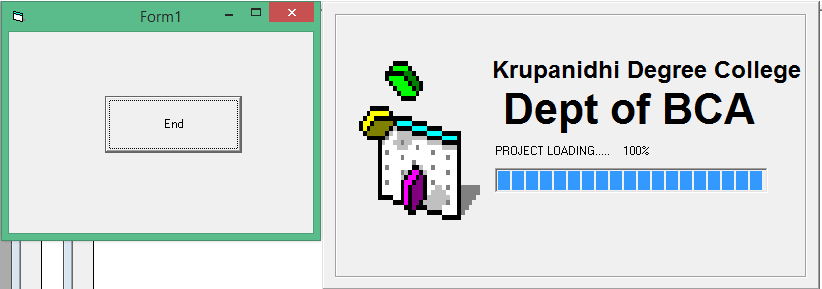 Form1
End
Krupanidhi Degree College
Dept of BCA
PROJECT LOADING..... 100%